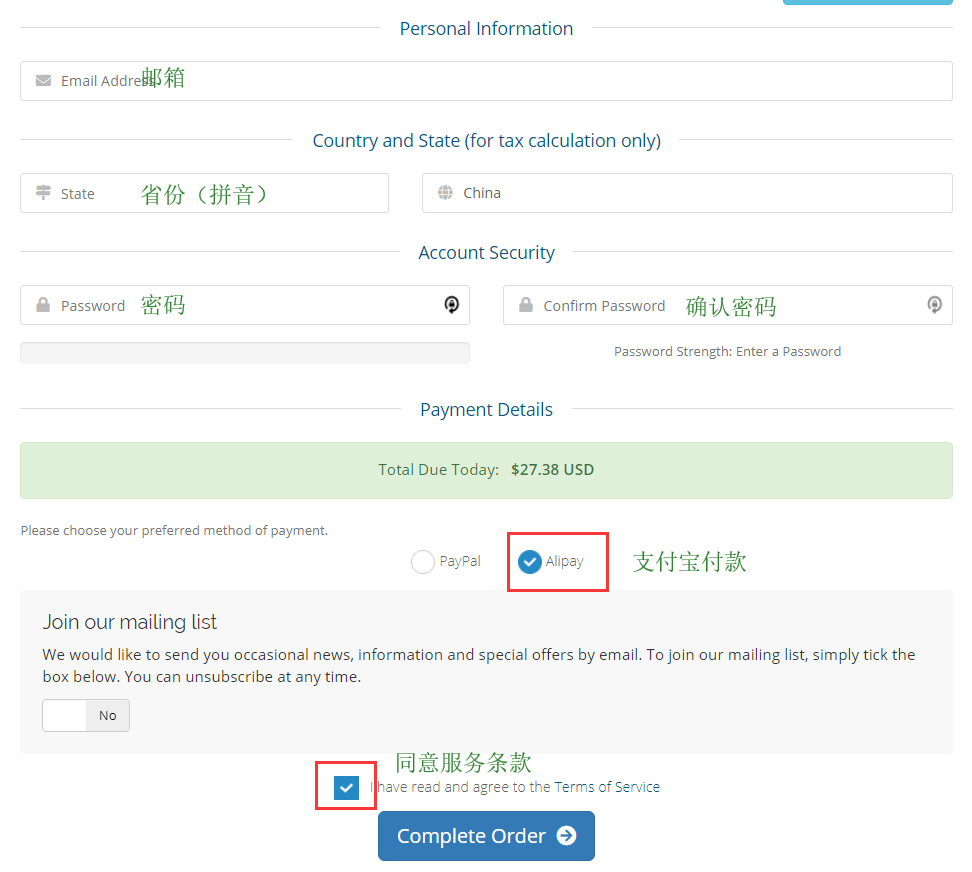 Personal Information
Email Address 邮箱
Country and State (for tax calculation only)
State 省份（拼音） China
Account Security
Password 密码 Confirm Password 确认密码
Password Strength: Enter a Password
Payment Details
Total Due Today: $27.38 USD
Please choose your preferred method of payment.
PayPal Alipay 支付宝付款
Join our mailing list
We would like to send you occasional news, information and special offers by email. To join our mailing list, simply tick the
box below. You can unsubscribe at any time.
No
同意服务条款
I have read and agree to the Terms of Service
Complete Order